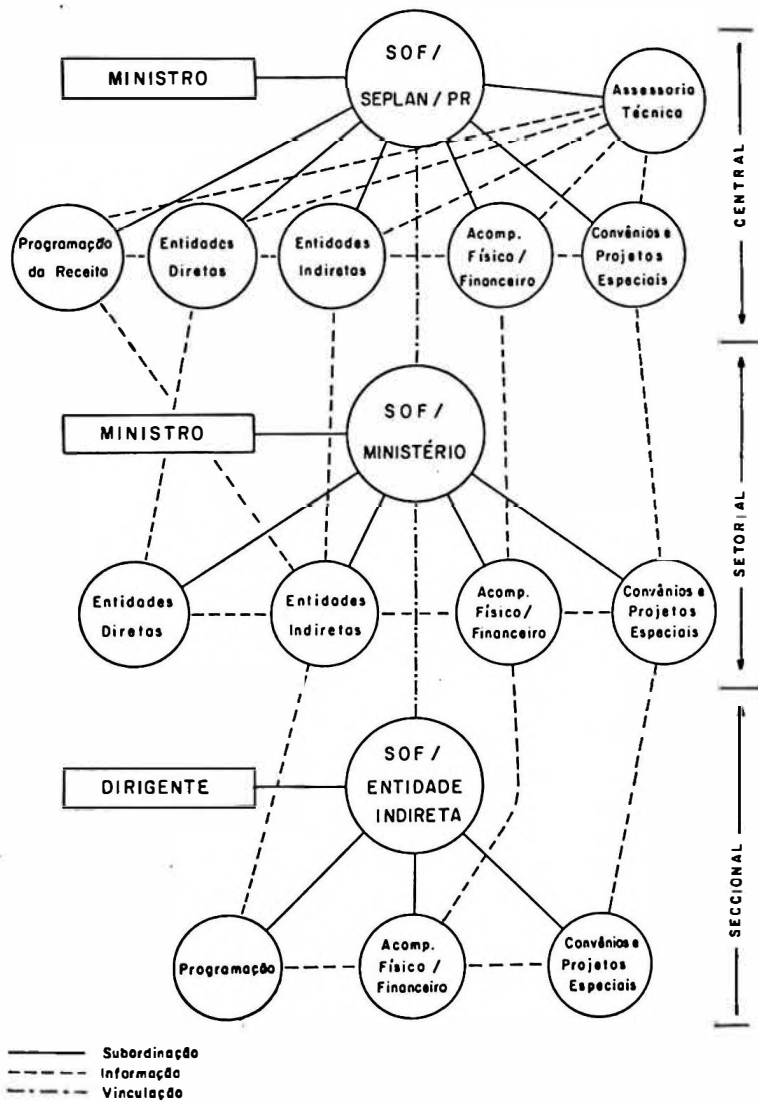 SOF/
SEPLAN/PR
MINISTRO
Assessoria
Técnica
CENTRAL
Programação
da Receita
Entidades
Diretas
Entidades
Indiretas
Acomp.
Físico/
Financeiro
Convênios e
Projetos
Especiais
SOF/
MINISTÉRIO
MINISTRO
SETORIAL
Entidades
Diretas
Entidades
Indiretas
Acomp.
Físico/
Financeiro
Convênios e
Projetos
Especiais
SOF/
ENTIDADE
INDIRETA
DIRIGENTE
SECCIONAL
Programação
Acomp.
Físico/
Financeiro
Convênios e
Projetos
Especiais
Subordinação
Informação
Vinculação